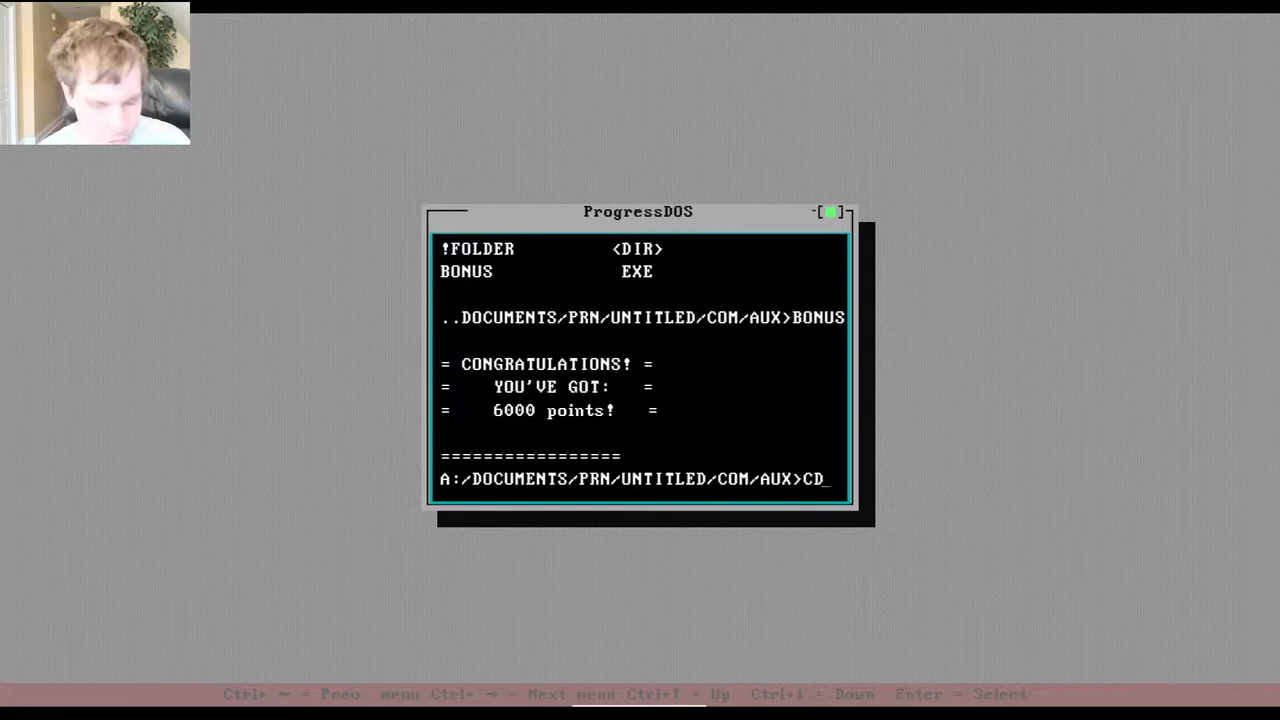 ProgressDOS
!FOLDER <DIR>
BONUS EXE
..DOCUMENTS/PRN/UNTITLED/COM/AUX>BONUS
= CONGRATULATIONS! =
= YOU'VE GOT: =
= 6000 points! =
=================
A:/DOCUMENTS/PRN/UNTITLED/COM/AUX>CD_
Ctrl+ ← = Prev. menu Ctrl+ → = Next menu Ctrl+↑ = Up Ctrl+↓ = Down Enter = Select